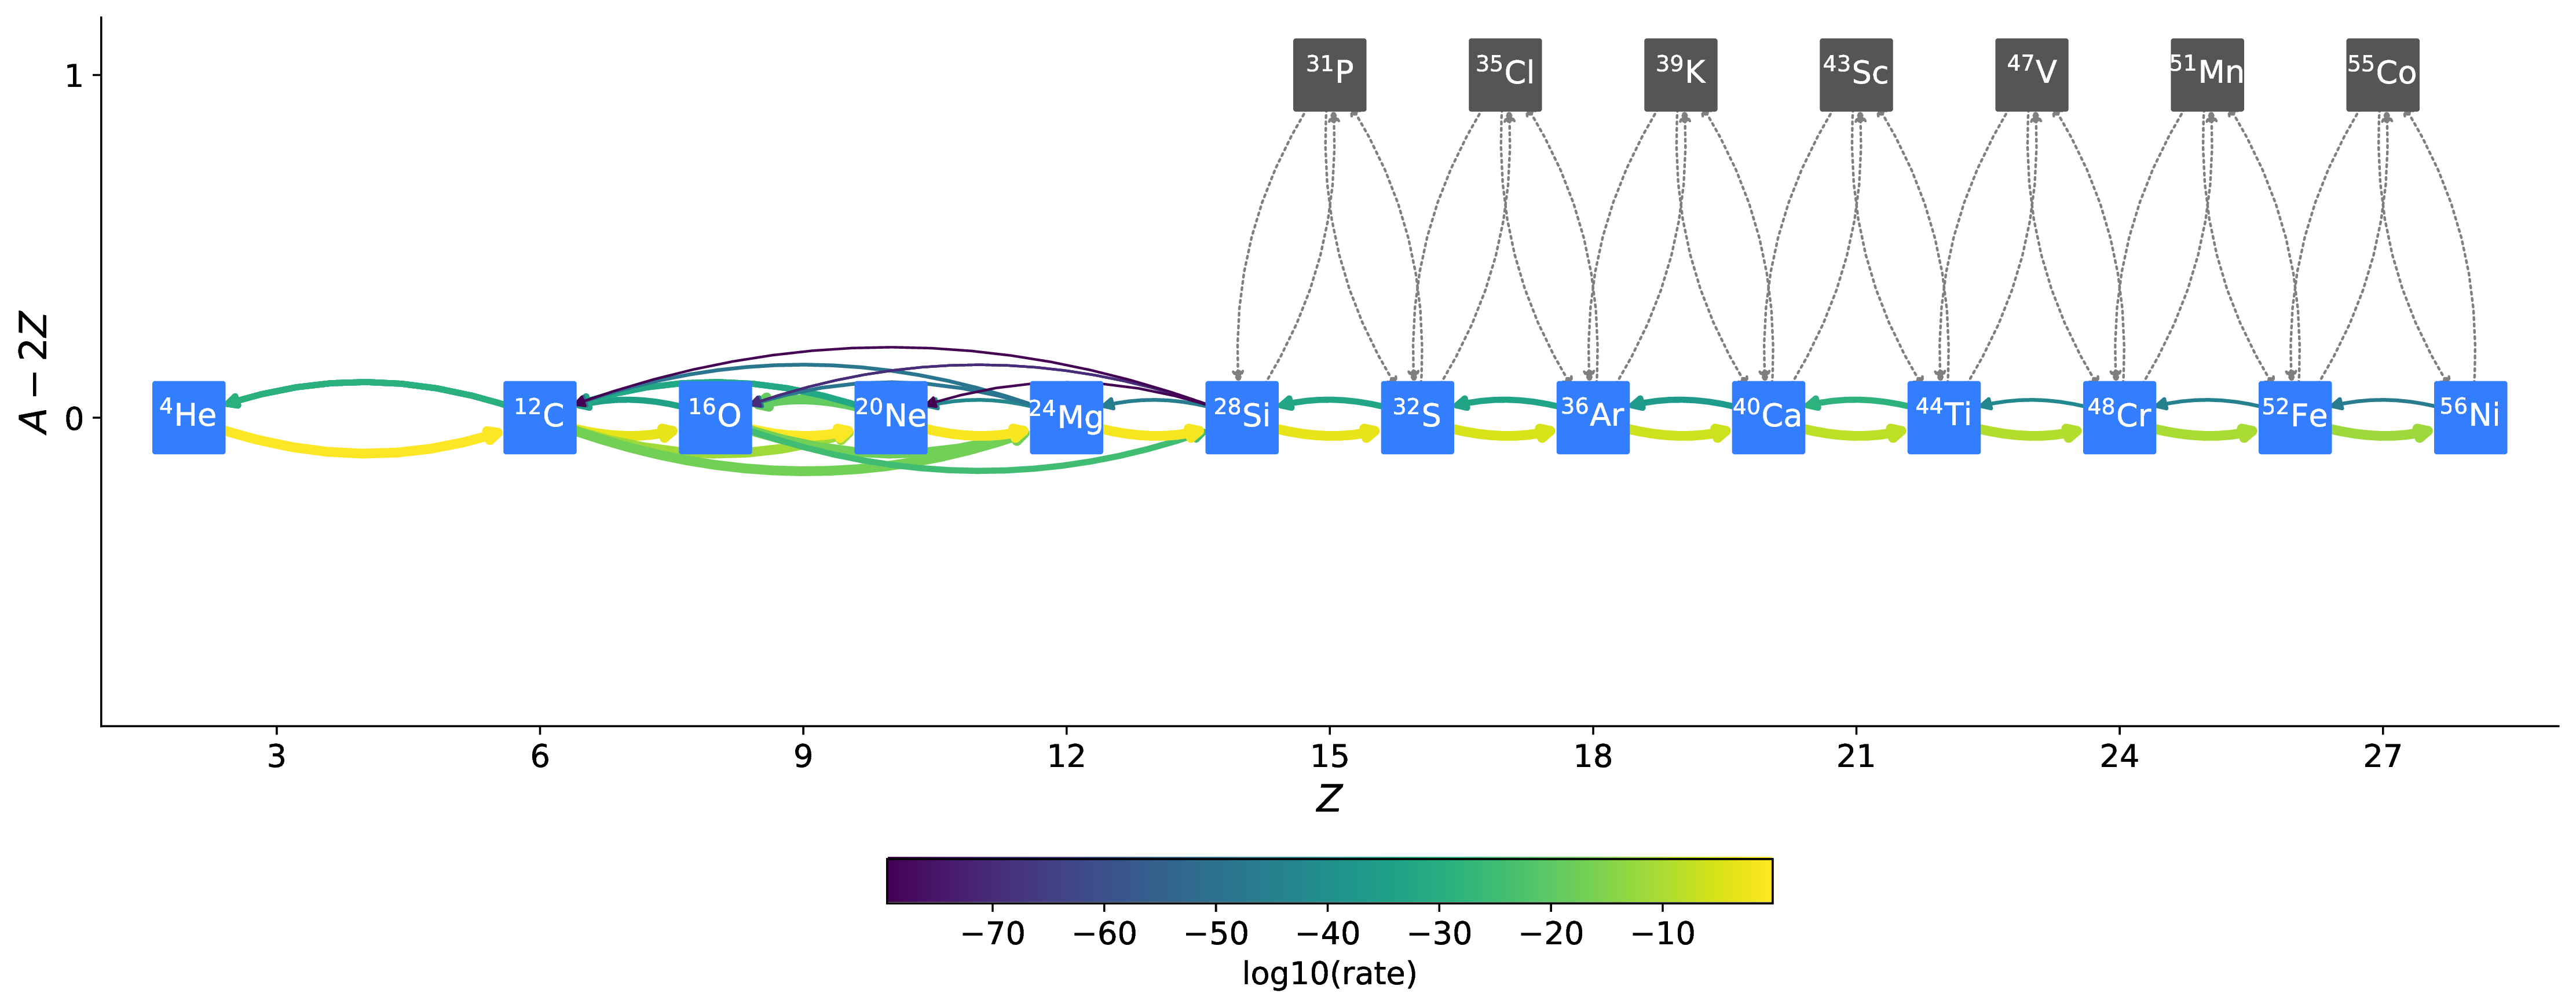 1
³¹P ³⁵Cl ³⁹K ⁴³Sc ⁴⁷V ⁵¹Mn ⁵⁵Co
A − 2Z
0
⁴He ¹²C ¹⁶O ²⁰Ne ²⁴Mg ²⁸Si ³²S ³⁶Ar ⁴⁰Ca ⁴⁴Ti ⁴⁸Cr ⁵²Fe ⁵⁶Ni
3 6 9 12 15 18 21 24 27
Z
−70 −60 −50 −40 −30 −20 −10
log10(rate)